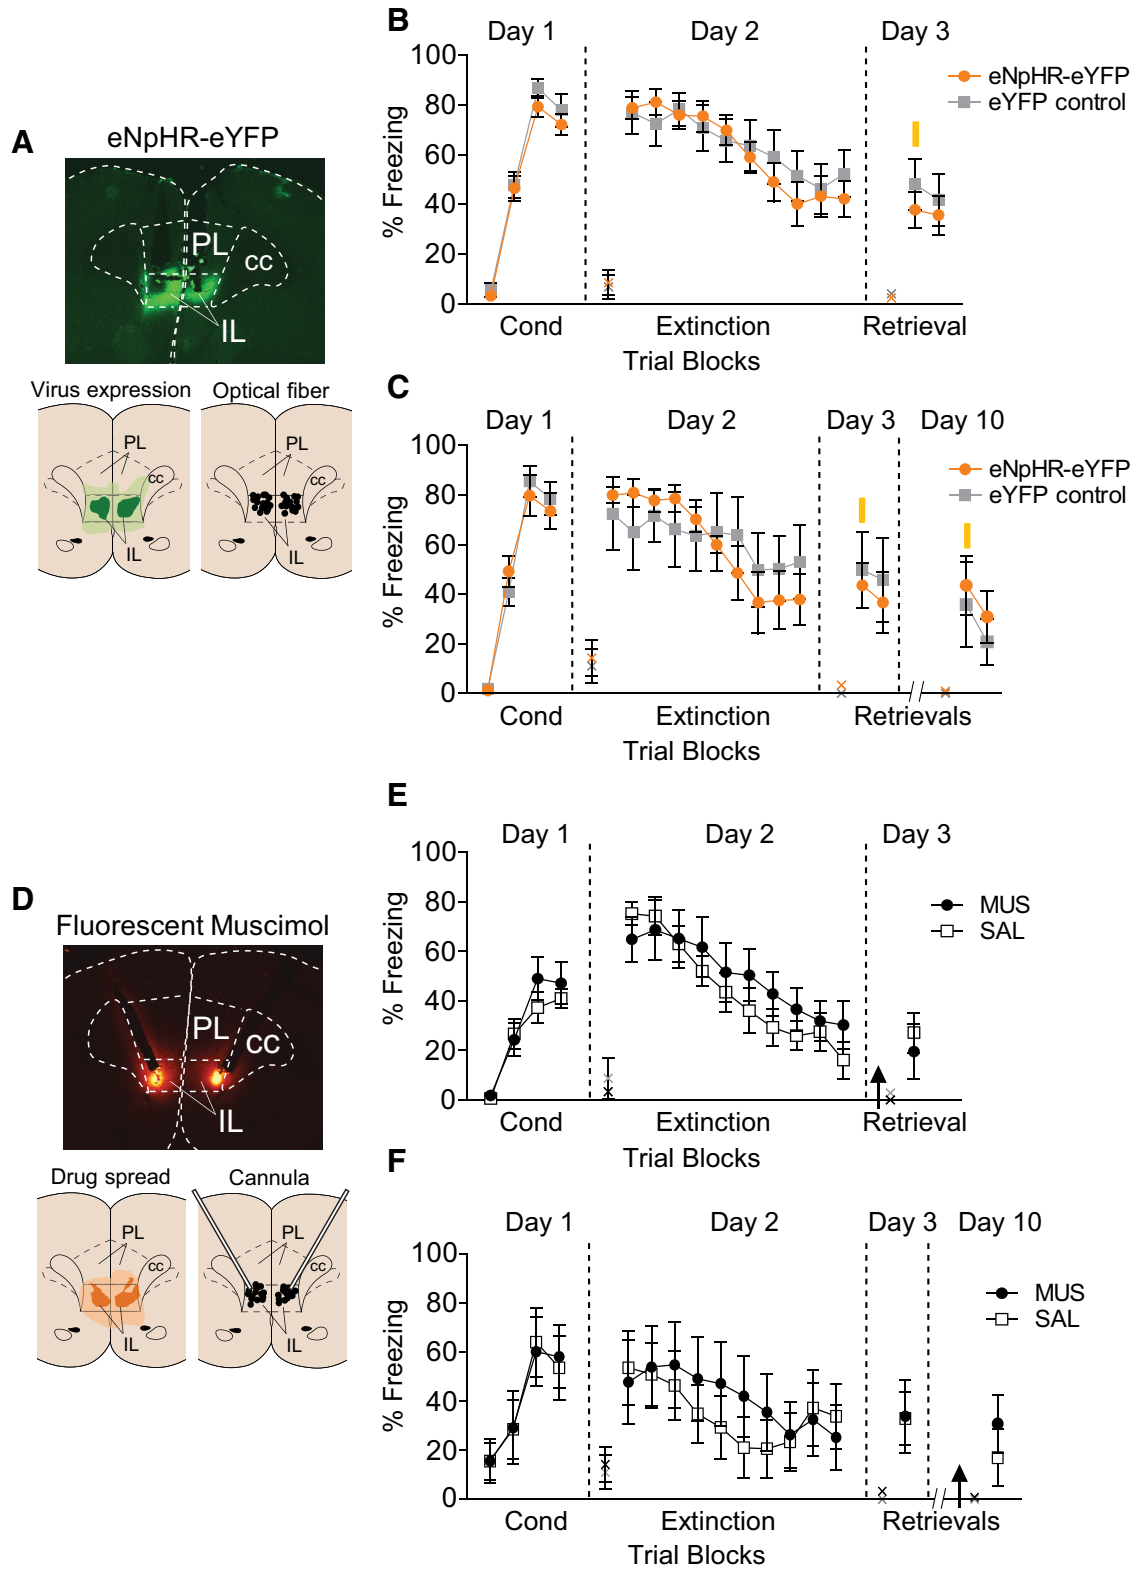 A
eNpHR-eYFP
PL
cc
IL
Virus expression
Optical fiber
PL
cc
IL
PL
cc
IL
B
Day 1
Day 2
Day 3
100
80
60
40
20
0
% Freezing
eNpHR-eYFP
eYFP control
Cond
Extinction
Retrieval
Trial Blocks
C
Day 1
Day 2
Day 3
Day 10
100
80
60
40
20
0
% Freezing
eNpHR-eYFP
eYFP control
Cond
Extinction
Retrievals
Trial Blocks
D
Fluorescent Muscimol
PL
cc
IL
Drug spread
Cannula
PL
cc
IL
PL
cc
IL
E
Day 1
Day 2
Day 3
100
80
60
40
20
0
% Freezing
MUS
SAL
Cond
Extinction
Retrieval
Trial Blocks
F
Day 1
Day 2
Day 3
Day 10
100
80
60
40
20
0
% Freezing
MUS
SAL
Cond
Extinction
Retrievals
Trial Blocks